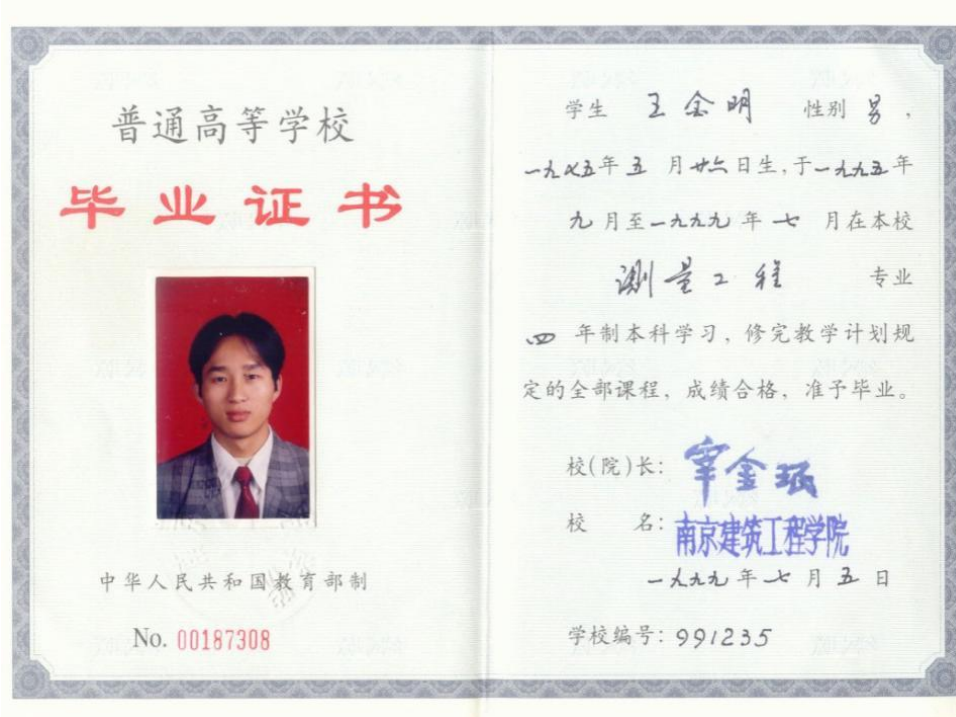 普通高等学校
毕业证书
中华人民共和国教育部制
No. 00187308
学生 王金明 性别 男，
一九七五年五月廿六日生，于一九九五年
九月至一九九九年七月在本校
测量工程 专业
四年制本科学习，修完教学计划规
定的全部课程，成绩合格，准予毕业。
校(院)长：宰金珉
校 名：南京建筑工程学院
一九九九年七月五日
学校编号：991235